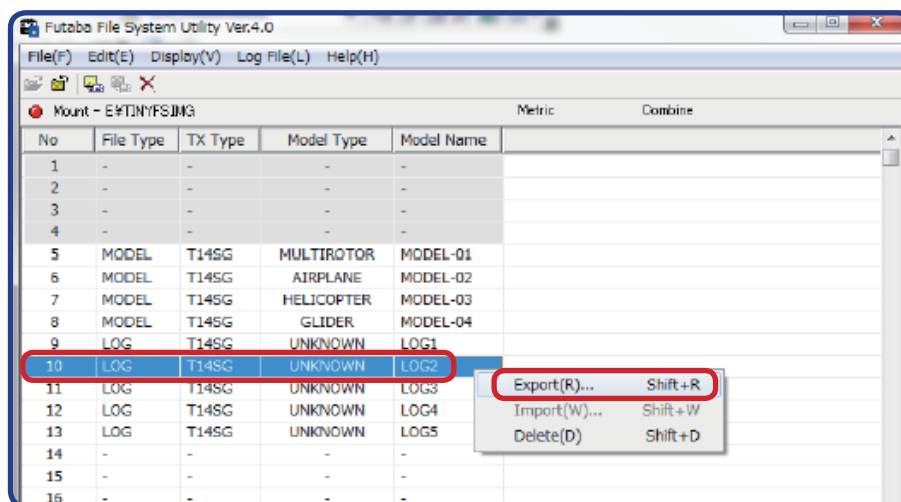 Futaba File System Utility Ver.4.0
File(F) Edit(E) Display(V) Log File(L) Help(H)
Mount - E¥TINYFSIMG Metric Combine
No File Type TX Type Model Type Model Name
1 - - - -
2 - - - -
3 - - - -
4 - - - -
5 MODEL T14SG MULTIROTOR MODEL-01
6 MODEL T14SG AIRPLANE MODEL-02
7 MODEL T14SG HELICOPTER MODEL-03
8 MODEL T14SG GLIDER MODEL-04
9 LOG T14SG UNKNOWN LOG1
10 LOG T14SG UNKNOWN LOG2
Export(R)... Shift+R
11 LOG T14SG UNKNOWN LOG3
Import(W)... Shift+W
12 LOG T14SG UNKNOWN LOG4
Delete(D) Shift+D
13 LOG T14SG UNKNOWN LOG5
14 - - - -
15 - - - -
16 - - - -